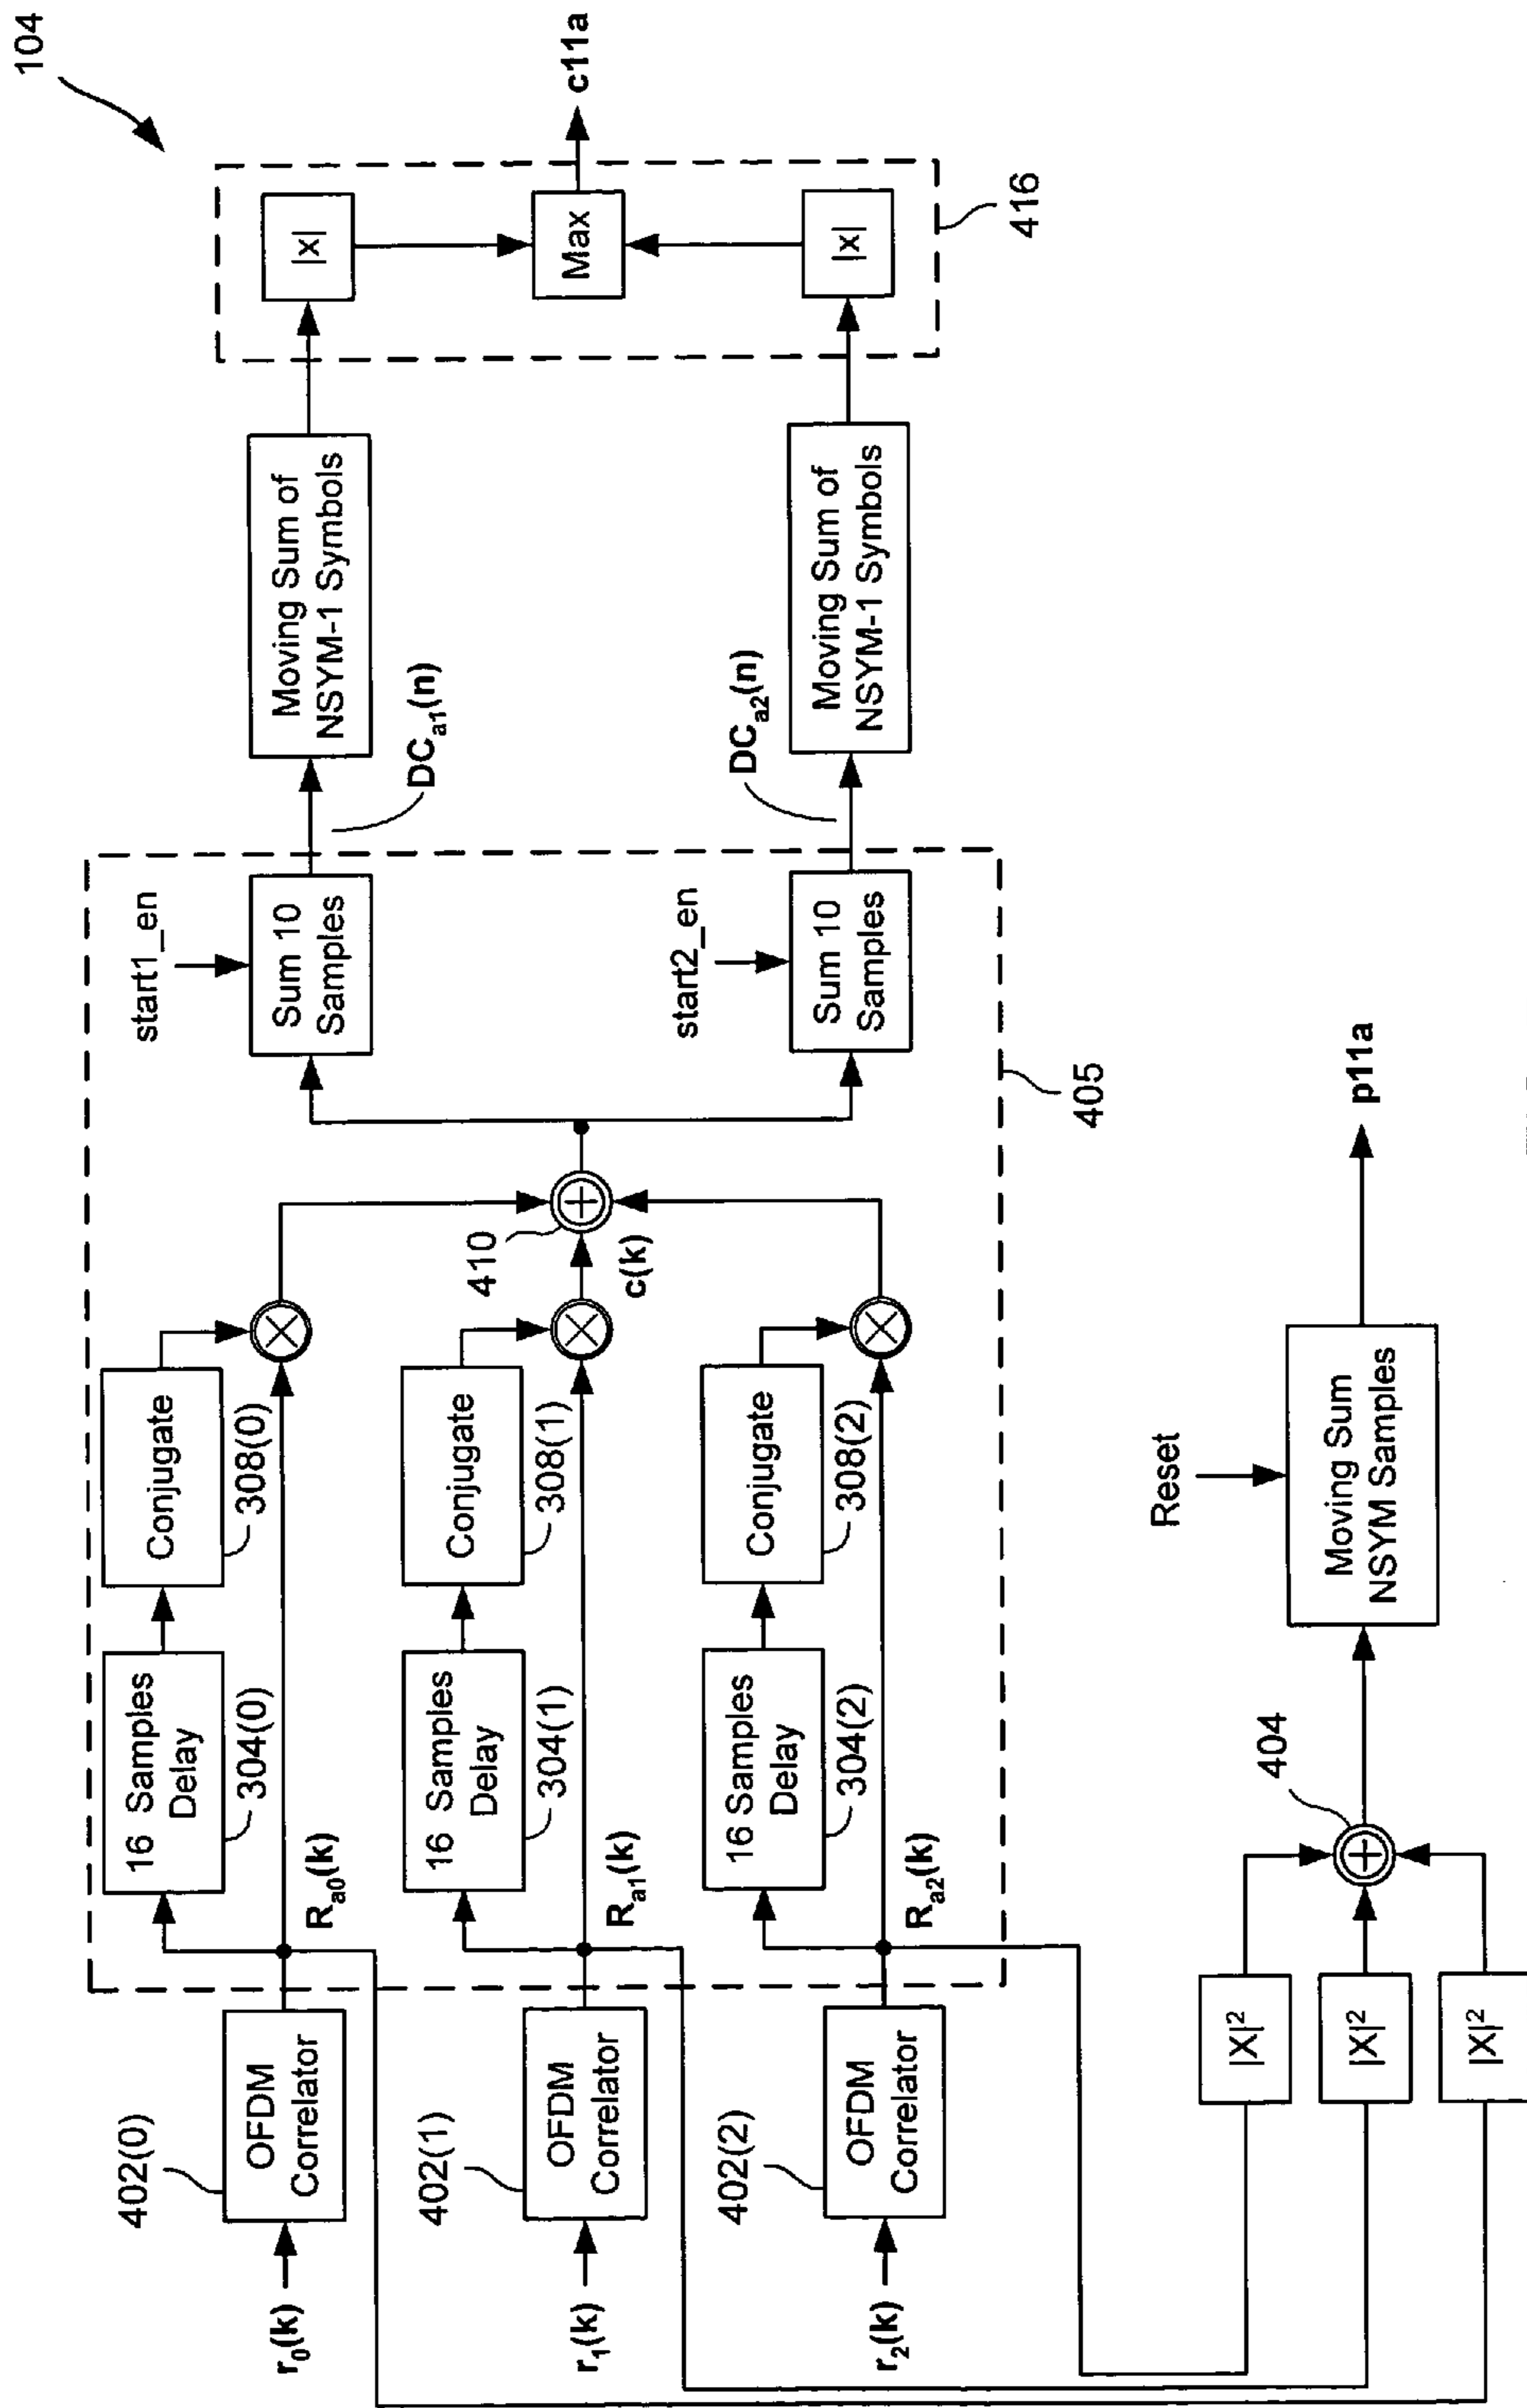 104
r0(k)
402(0)
OFDM
Correlator
Ra0(k)
16 Samples
Delay
304(0)
Conjugate
308(0)
r1(k)
402(1)
OFDM
Correlator
Ra1(k)
16 Samples
Delay
304(1)
Conjugate
308(1)
r2(k)
402(2)
OFDM
Correlator
Ra2(k)
16 Samples
Delay
304(2)
Conjugate
308(2)
410
c(k)
start1_en
Sum 10
Samples
start2_en
Sum 10
Samples
405
DCa1(n)
Moving Sum of
NSYM-1 Symbols
DCa2(n)
Moving Sum of
NSYM-1 Symbols
|x|
Max
|x|
c11a
416
|X|2
|X|2
|X|2
404
Reset
Moving Sum
NSYM Samples
p11a